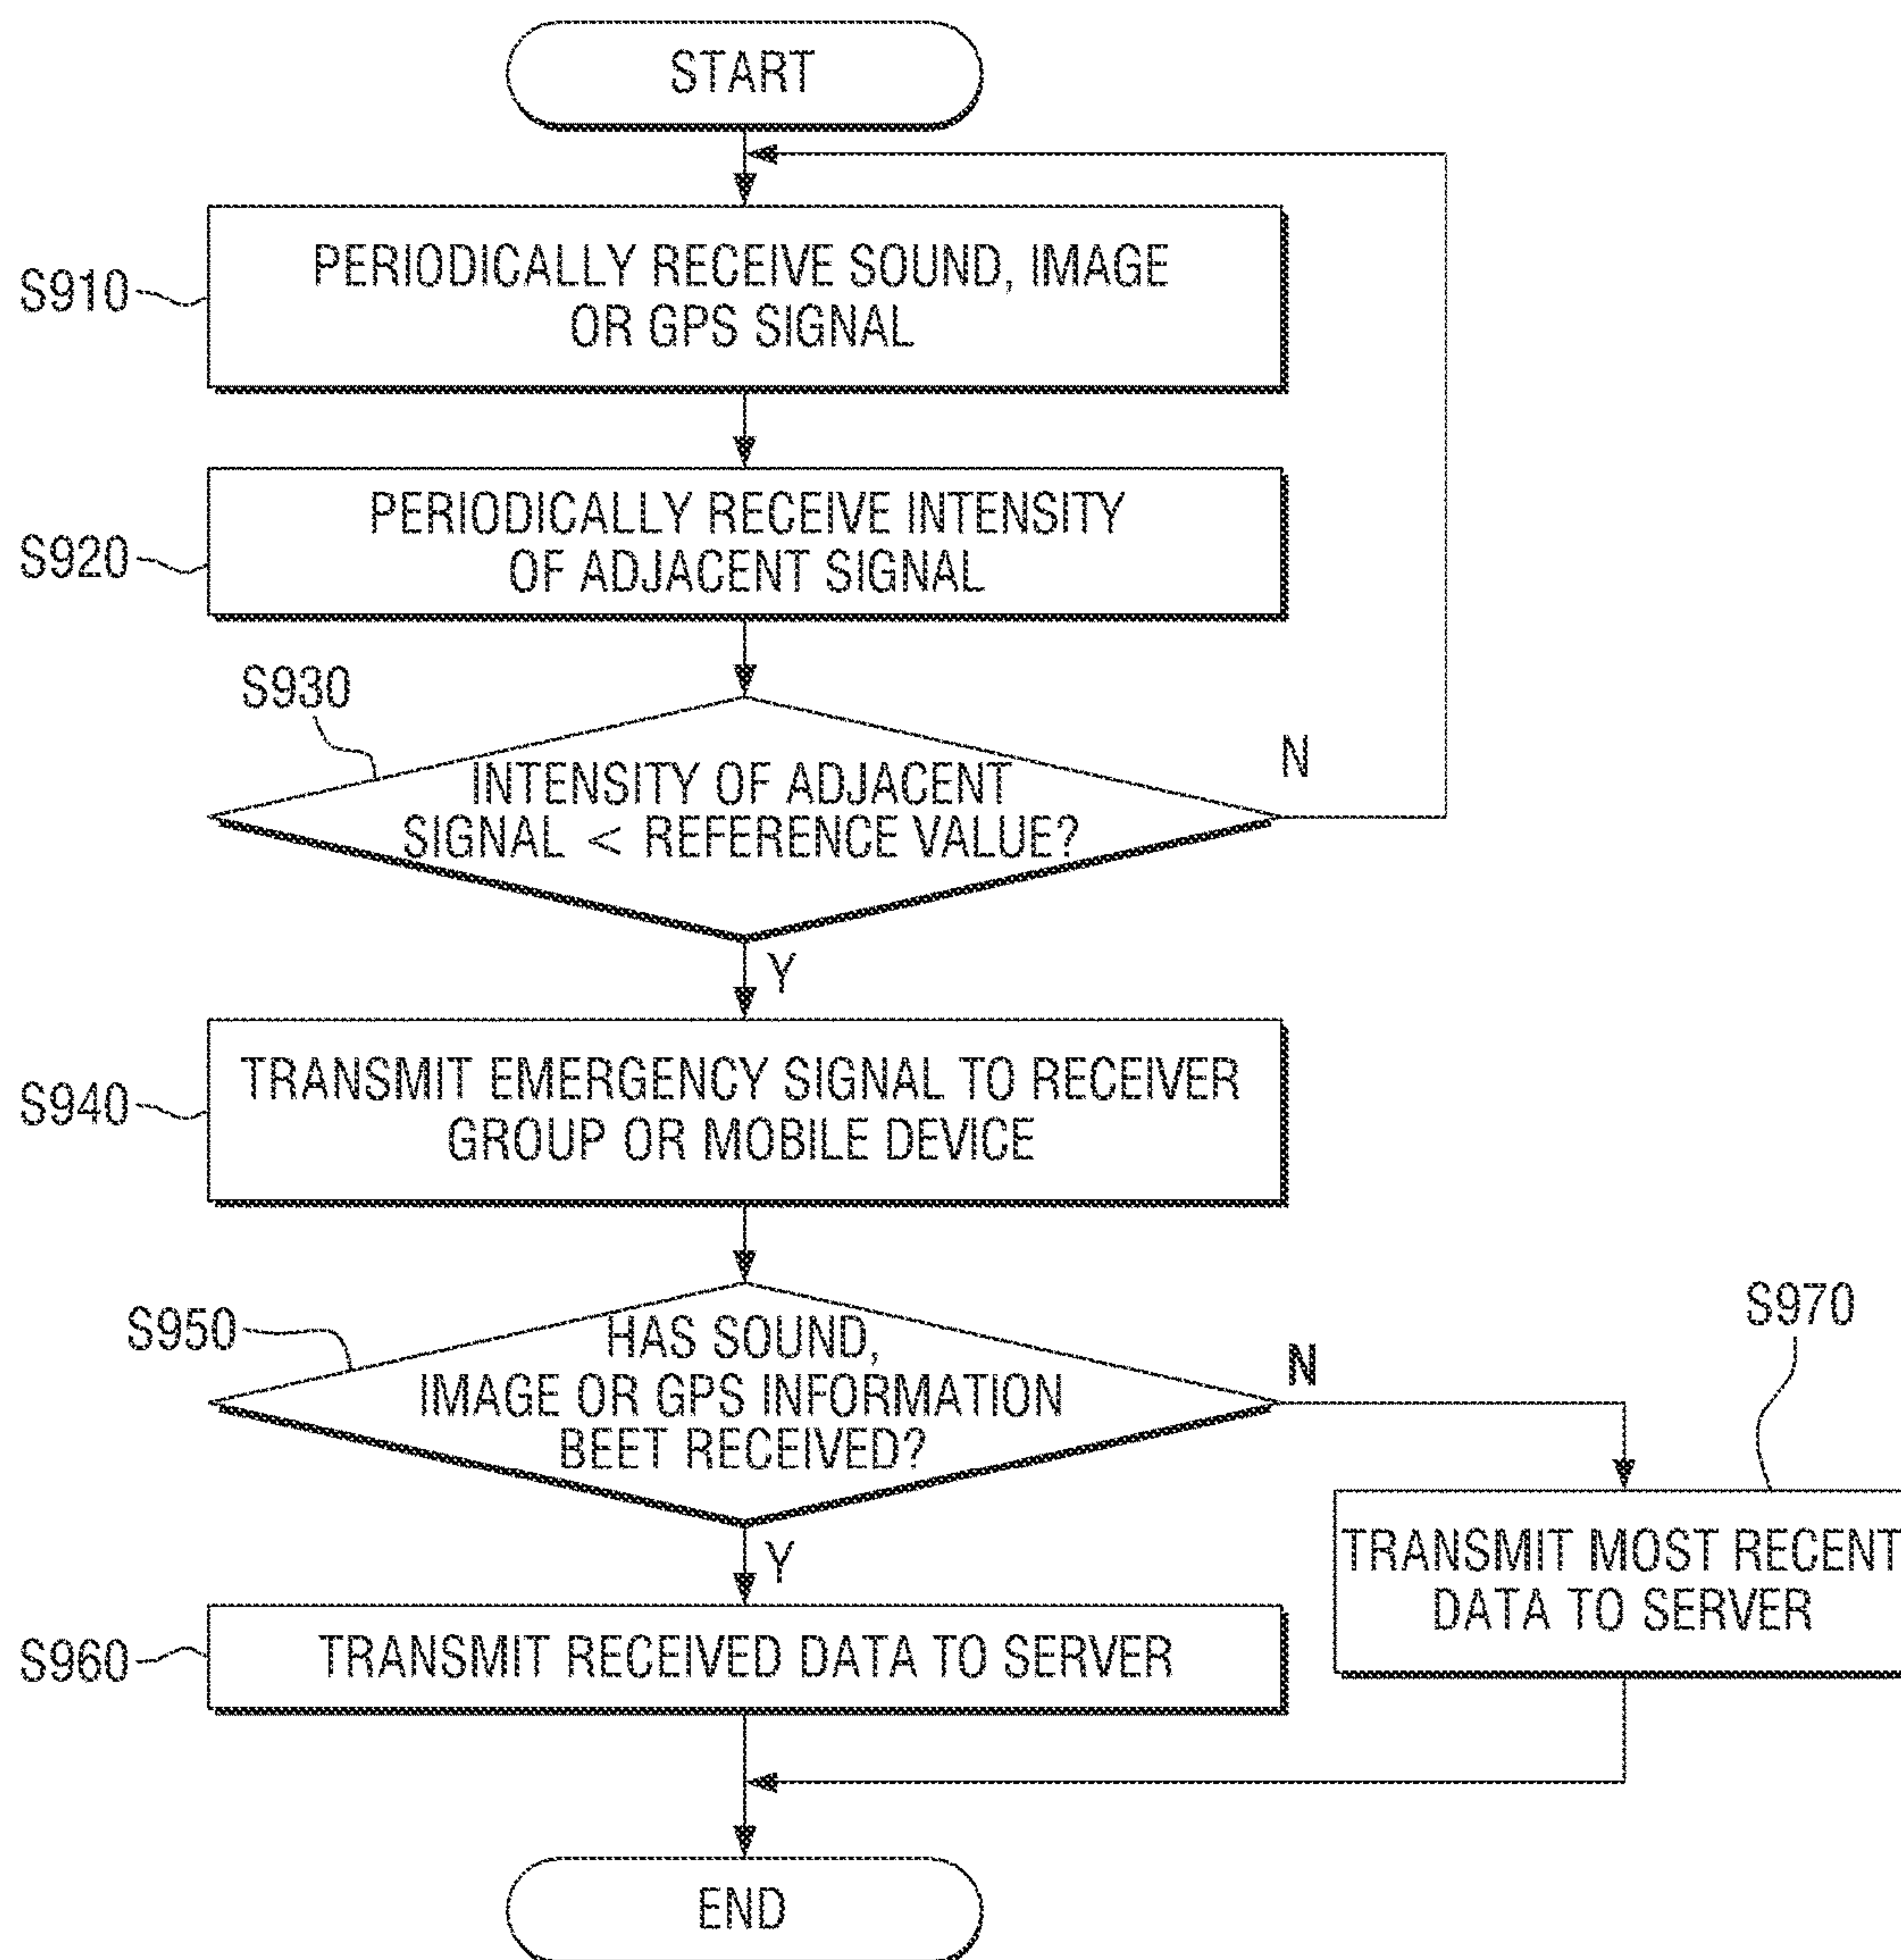 START
S910
PERIODICALLY RECEIVE SOUND, IMAGE
OR GPS SIGNAL
S920
PERIODICALLY RECEIVE INTENSITY
OF ADJACENT SIGNAL
S930
INTENSITY OF ADJACENT
SIGNAL < REFERENCE VALUE?
N
Y
S940
TRANSMIT EMERGENCY SIGNAL TO RECEIVER
GROUP OR MOBILE DEVICE
S950
HAS SOUND,
IMAGE OR GPS INFORMATION
BEET RECEIVED?
N
Y
S970
TRANSMIT MOST RECENT
DATA TO SERVER
S960
TRANSMIT RECEIVED DATA TO SERVER
END